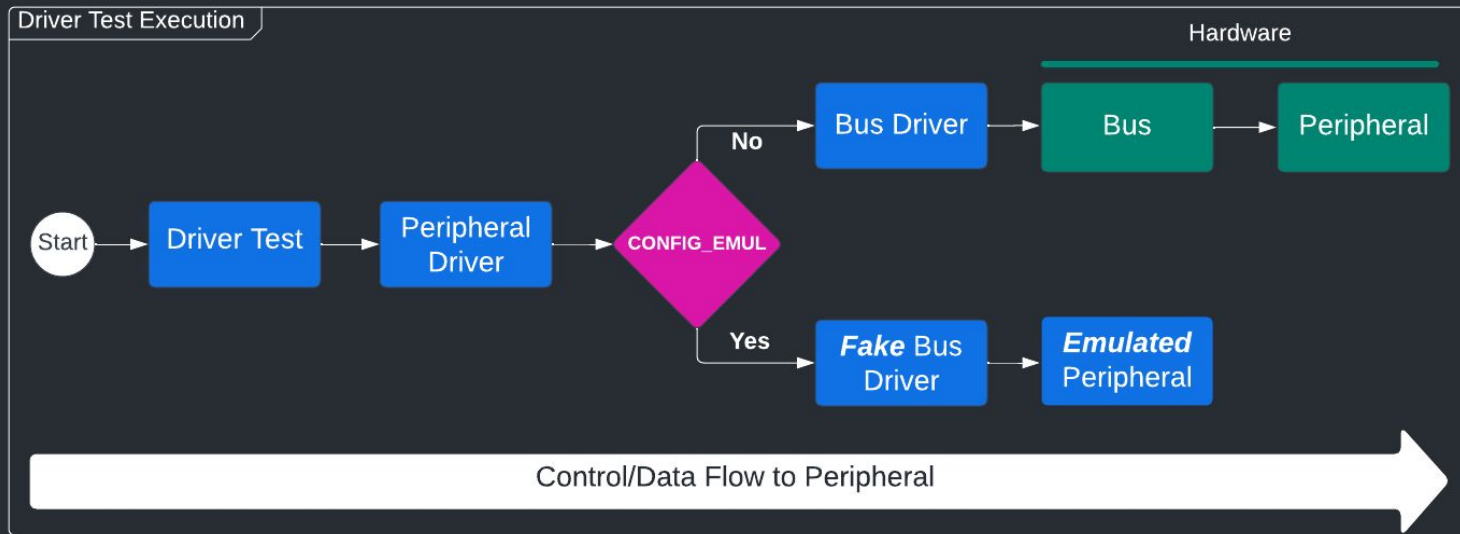 Driver Test Execution
Hardware
Bus Driver
Bus
Peripheral
No
Start
Driver Test
Peripheral
Driver
CONFIG_EMUL
Yes
Fake Bus
Driver
Emulated
Peripheral
Control/Data Flow to Peripheral